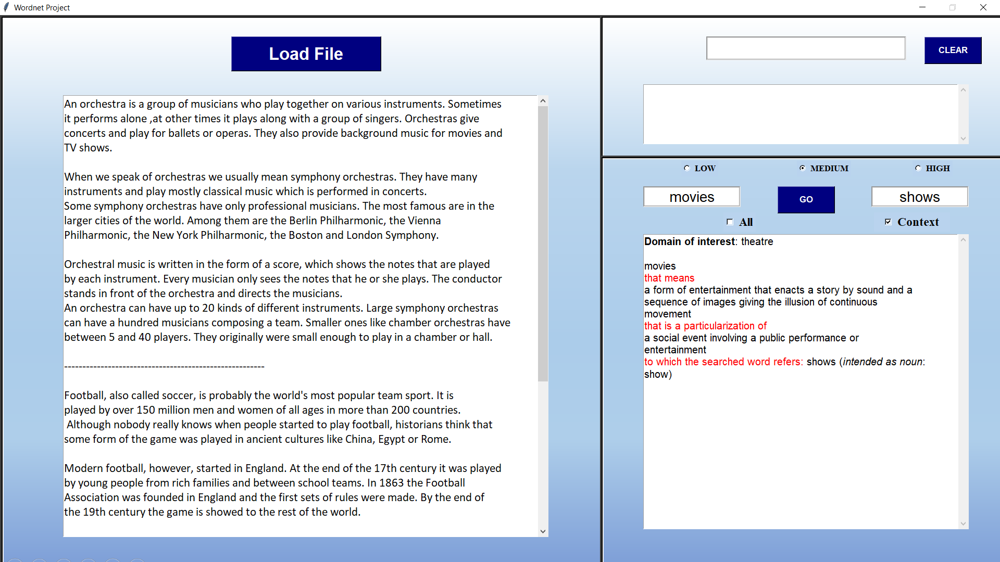 Wordnet Project
Load File
An orchestra is a group of musicians who play together on various instruments. Sometimes
it performs alone ,at other times it plays along with a group of singers. Orchestras give
concerts and play for ballets or operas. They also provide background music for movies and
TV shows.
When we speak of orchestras we usually mean symphony orchestras. They have many
instruments and play mostly classical music which is performed in concerts.
Some symphony orchestras have only professional musicians. The most famous are in the
larger cities of the world. Among them are the Berlin Philharmonic, the Vienna
Philharmonic, the New York Philharmonic, the Boston and London Symphony.
Orchestral music is written in the form of a score, which shows the notes that are played
by each instrument. Every musician only sees the notes that he or she plays. The conductor
stands in front of the orchestra and directs the musicians.
An orchestra can have up to 20 kinds of different instruments. Large symphony orchestras
can have a hundred musicians composing a team. Smaller ones like chamber orchestras have
between 5 and 40 players. They originally were small enough to play in a chamber or hall.
-------------------------------------------------------
Football, also called soccer, is probably the world's most popular team sport. It is
played by over 150 million men and women of all ages in more than 200 countries.
Although nobody really knows when people started to play football, historians think that
some form of the game was played in ancient cultures like China, Egypt or Rome.
Modern football, however, started in England. At the end of the 17th century it was played
by young people from rich families and between school teams. In 1863 the Football
Association was founded in England and the first sets of rules were made. By the end of
the 19th century the game is showed to the rest of the world.
CLEAR
LOW MEDIUM HIGH
movies GO shows
All Context
Domain of interest: theatre
movies
that means
a form of entertainment that enacts a story by sound and a
sequence of images giving the illusion of continuous
movement
that is a particularization of
a social event involving a public performance or
entertainment
to which the searched word refers: shows (intended as noun:
show)